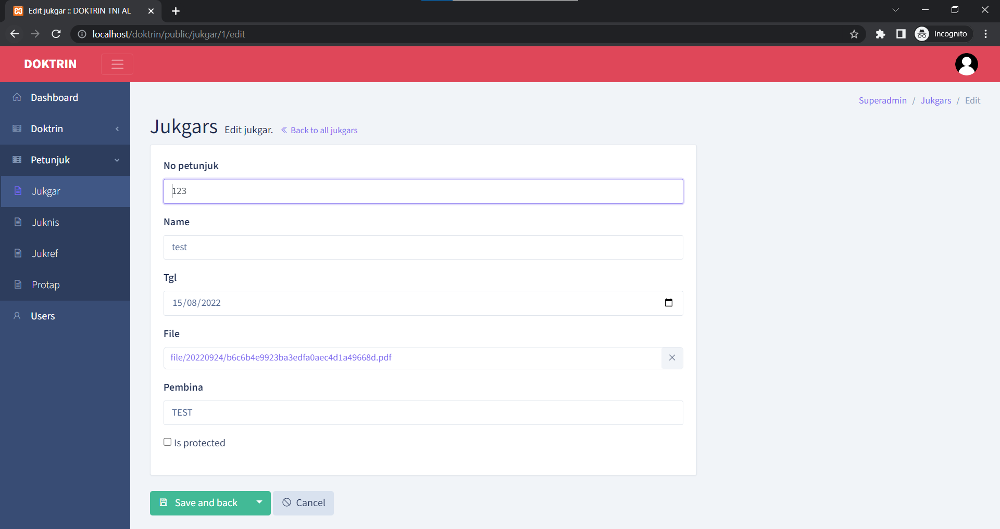 Edit jukgar :: DOKTRIN TNI AL
localhost/doktrin/public/jukgar/1/edit
Incognito
DOKTRIN
Dashboard
Doktrin
Petunjuk
Jukgar
Juknis
Jukref
Protap
Users
Superadmin / Jukgars / Edit
Jukgars Edit jukgar. « Back to all jukgars
No petunjuk
123
Name
test
Tgl
15/08/2022
File
file/20220924/b6c6b4e9923ba3edfa0aec4d1a49668d.pdf
Pembina
TEST
Is protected
Save and back
Cancel